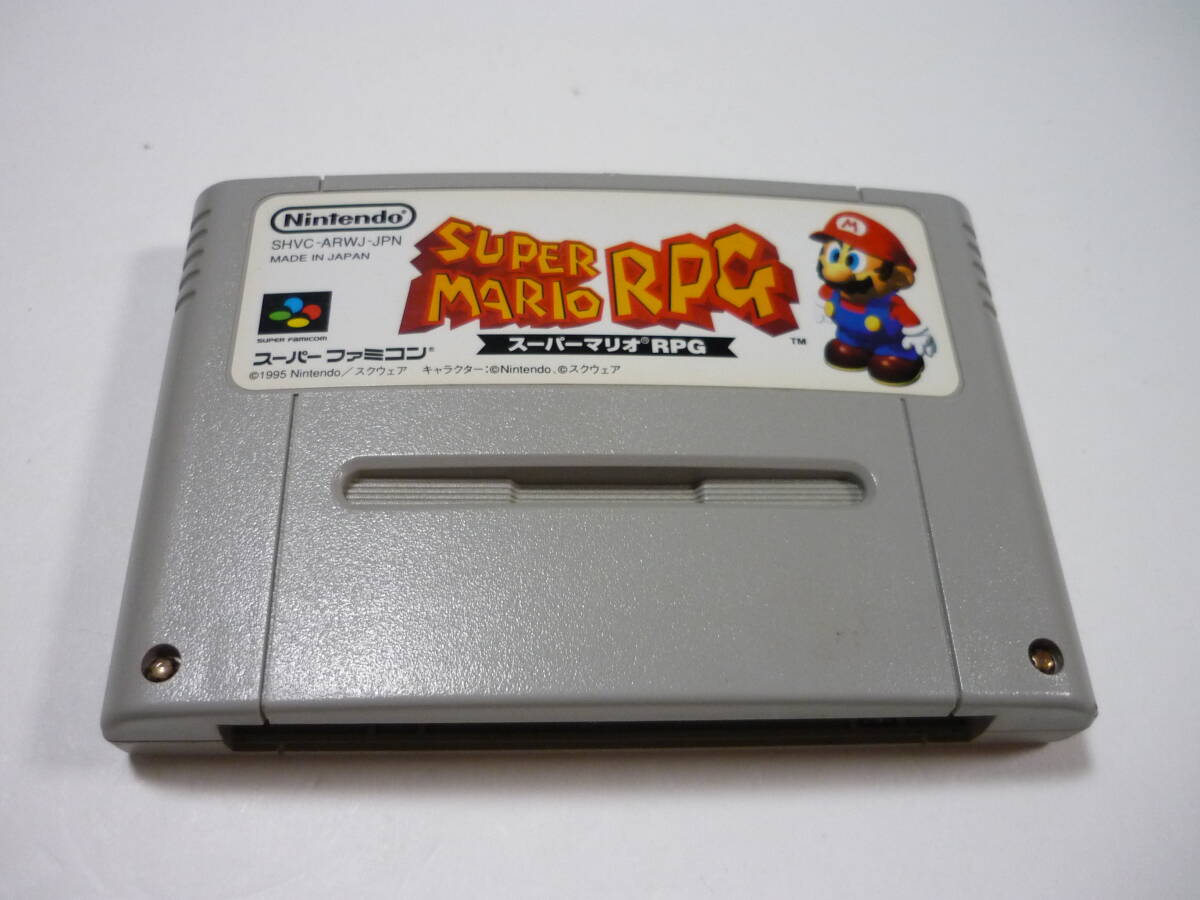 Nintendo®
SHVC-ARWJ-JPN
MADE IN JAPAN
SUPER FAMICOM
スーパーファミコン®
©1995 Nintendo／スクウェア キャラクター：©Nintendo、©スクウェア
SUPER
MARIO RPG
スーパーマリオ®RPG
TM
M